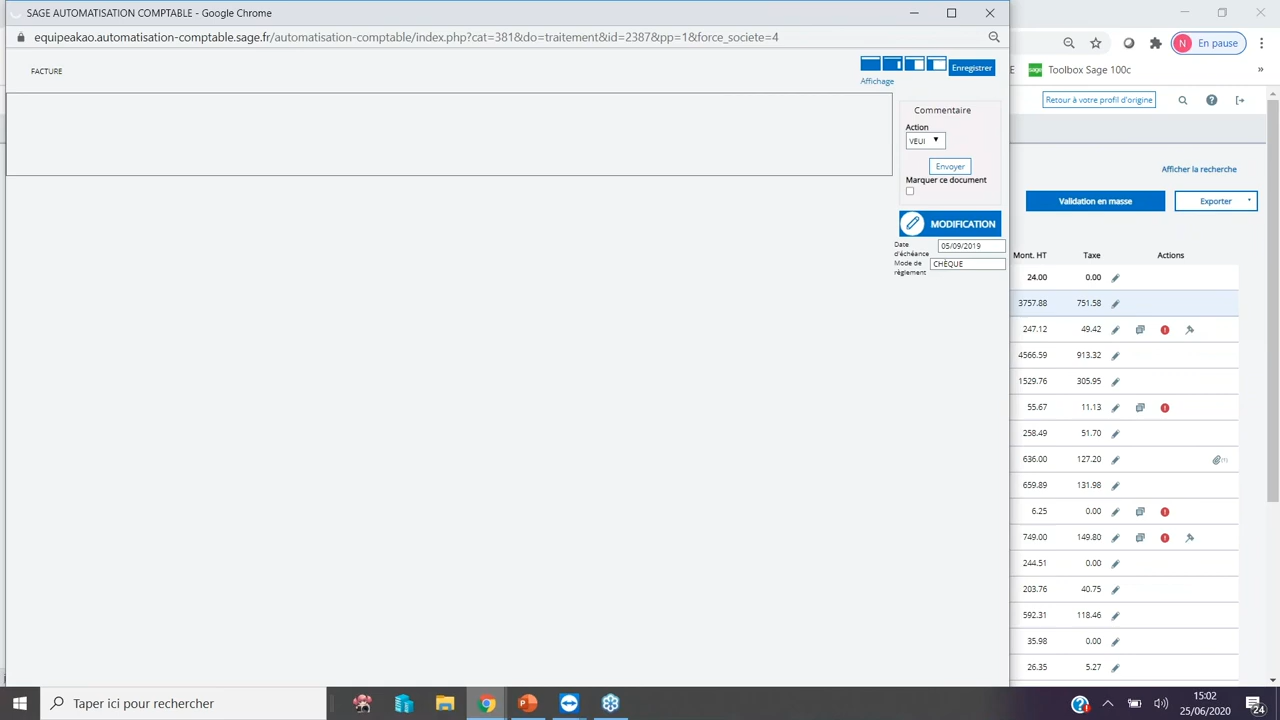 SAGE AUTOMATISATION COMPTABLE - Google Chrome
equipeakao.automatisation-comptable.sage.fr/automatisation-comptable/index.php?cat=381&do=traitement&id=2387&pp=1&force_societe=4
FACTURE
Enregistrer
Affichage
Commentaire
Action
VEUI
Envoyer
Marquer ce document
MODIFICATION
Date d'échéance
05/09/2019
Mode de règlement
CHÈQUE
N
En pause
E
sage
Toolbox Sage 100c
»
Retour à votre profil d'origine
Afficher la recherche
Validation en masse
Exporter
Mont. HT Taxe Actions
24.00 0.00
3757.88 751.58
247.12 49.42
4566.59 913.32
1529.76 305.95
55.67 11.13
258.49 51.70
636.00 127.20 (1)
659.89 131.98
6.25 0.00
749.00 149.80
244.51 0.00
203.76 40.75
592.31 118.46
35.98 0.00
26.35 5.27
Taper ici pour rechercher
15:02
25/06/2020
24